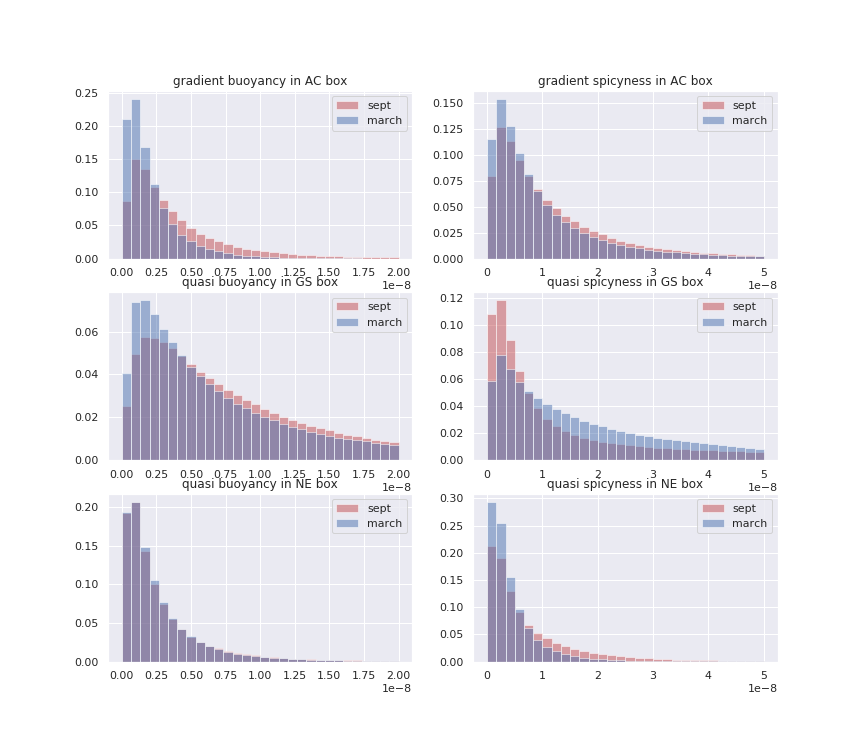 gradient buoyancy in AC box
0.25
0.20
0.15
0.10
0.05
0.00
sept
march
0.00 0.25 0.50 0.75 1.00 1.25 1.50 1.75 2.00
1e−8
gradient spicyness in AC box
0.150
0.125
0.100
0.075
0.050
0.025
0.000
sept
march
0 1 2 3 4 5
1e−8
quasi buoyancy in GS box
0.06
0.04
0.02
0.00
sept
march
0.00 0.25 0.50 0.75 1.00 1.25 1.50 1.75 2.00
1e−8
quasi spicyness in GS box
0.12
0.10
0.08
0.06
0.04
0.02
0.00
sept
march
0 1 2 3 4 5
1e−8
quasi buoyancy in NE box
0.20
0.15
0.10
0.05
0.00
sept
march
0.00 0.25 0.50 0.75 1.00 1.25 1.50 1.75 2.00
1e−8
quasi spicyness in NE box
0.30
0.25
0.20
0.15
0.10
0.05
0.00
sept
march
0 1 2 3 4 5
1e−8